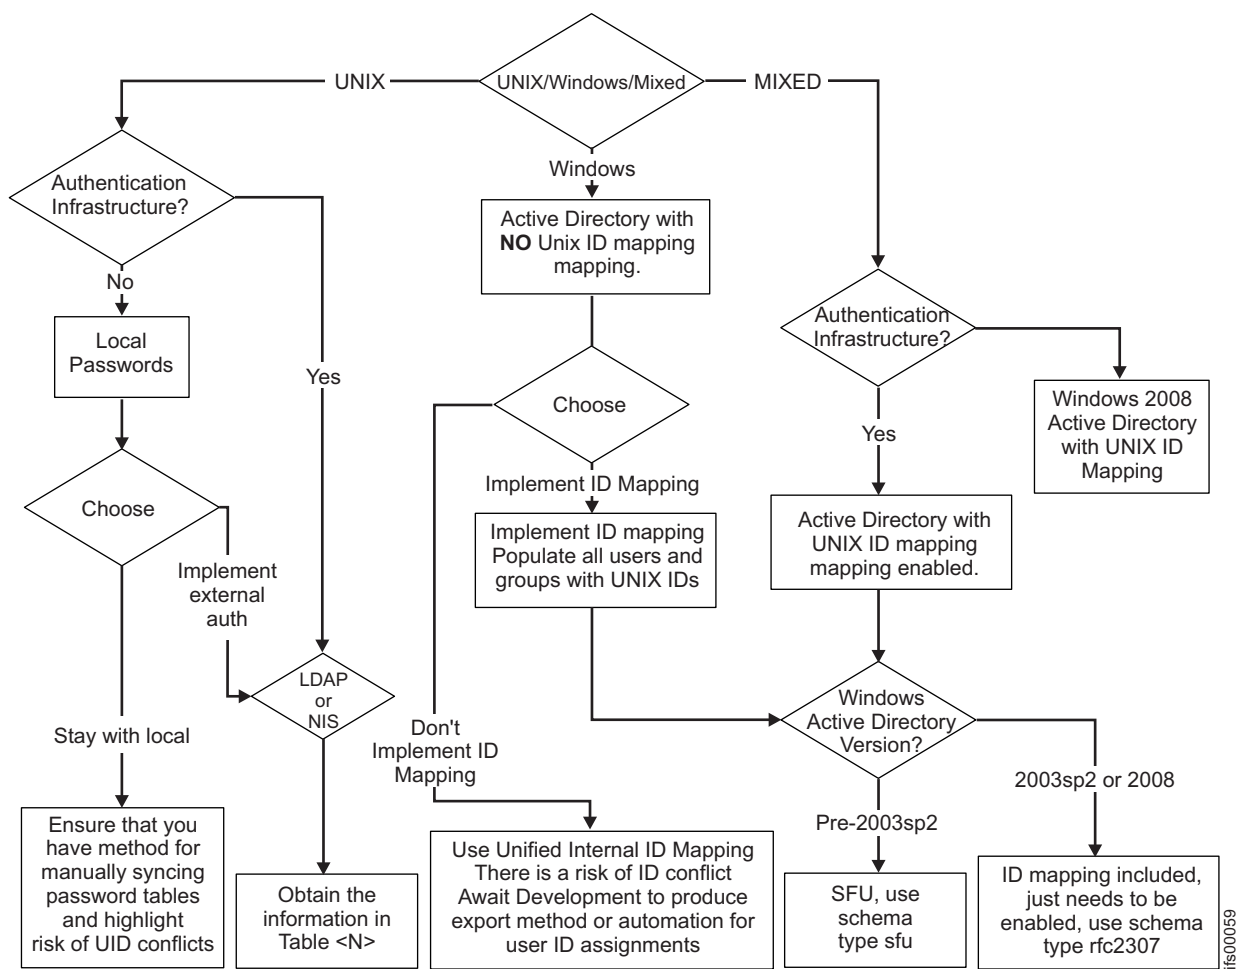 UNIX
UNIX/Windows/Mixed
MIXED
Windows
Authentication
Infrastructure?
No
Local
Passwords
Yes
Choose
Implement
external
auth
LDAP
or
NIS
Stay with local
Ensure that you
have method for
manually syncing
password tables
and highlight
risk of UID conflicts
Obtain the
information in
Table <N>
Active Directory with
NO Unix ID mapping
mapping.
Choose
Implement ID Mapping
Implement ID mapping
Populate all users and
groups with UNIX IDs
Don't
Implement ID
Mapping
Use Unified Internal ID Mapping
There is a risk of ID conflict
Await Development to produce
export method or automation for
user ID assignments
Authentication
Infrastructure?
Windows 2008
Active Directory
with UNIX ID
Mapping
Yes
Active Directory with
UNIX ID mapping
mapping enabled.
Windows
Active Directory
Version?
Pre-2003sp2
2003sp2 or 2008
SFU, use
schema
type sfu
ID mapping included,
just needs to be
enabled, use schema
type rfc2307
ifs00059